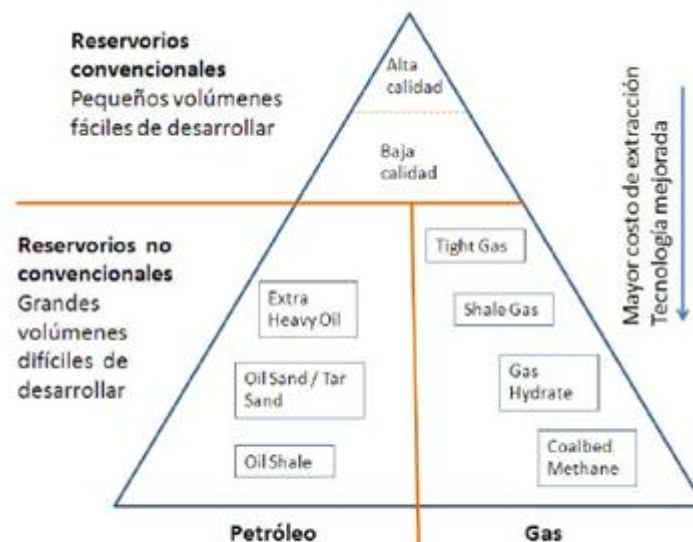 Reservorios
convencionales
Pequeños volúmenes
fáciles de desarrollar
Alta
calidad
Baja
calidad
Mayor costo de extracción
Tecnología mejorada
Reservorios no
convencionales
Grandes
volúmenes
difíciles de
desarrollar
Extra
Heavy Oil
Oil Sand / Tar
Sand
Oil Shale
Tight Gas
Shale Gas
Gas
Hydrate
Coalbed
Methane
Petróleo
Gas